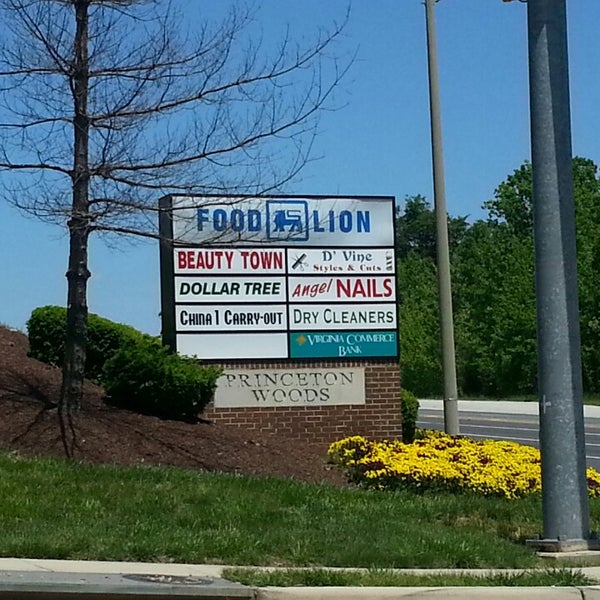 FOOD LION
BEAUTY TOWN
D' Vine
Styles & Cuts
DOLLAR TREE
Angel NAILS
CHINA 1 CARRY-OUT
DRY CLEANERS
VIRGINIA COMMERCE
BANK
PRINCETON
WOODS